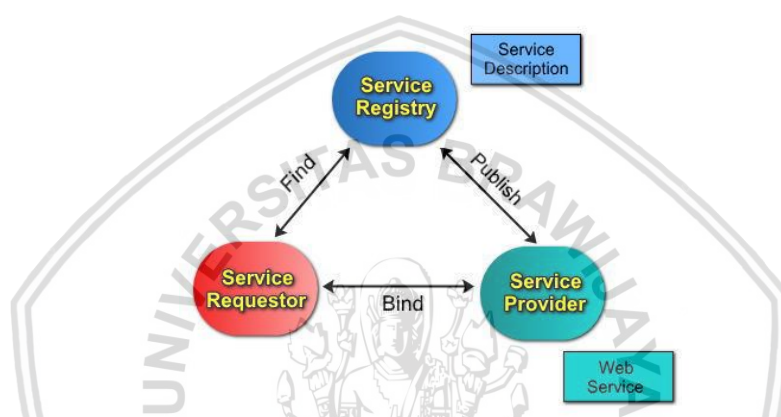 Service
Description
Service
Registry
Find
Publish
Service
Requestor
Bind
Service
Provider
Web
Service
UNIVERSITAS BRAWIJAYA